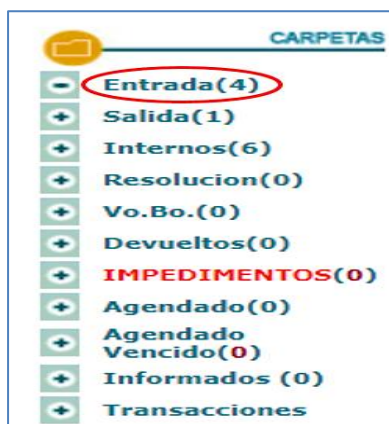 CARPETAS
Entrada(4)
Salida(1)
Internos(6)
Resolucion(0)
Vo.Bo.(0)
Devueltos(0)
IMPEDIMENTOS(0)
Agendado(0)
Agendado
Vencido(0)
Informados (0)
Transacciones